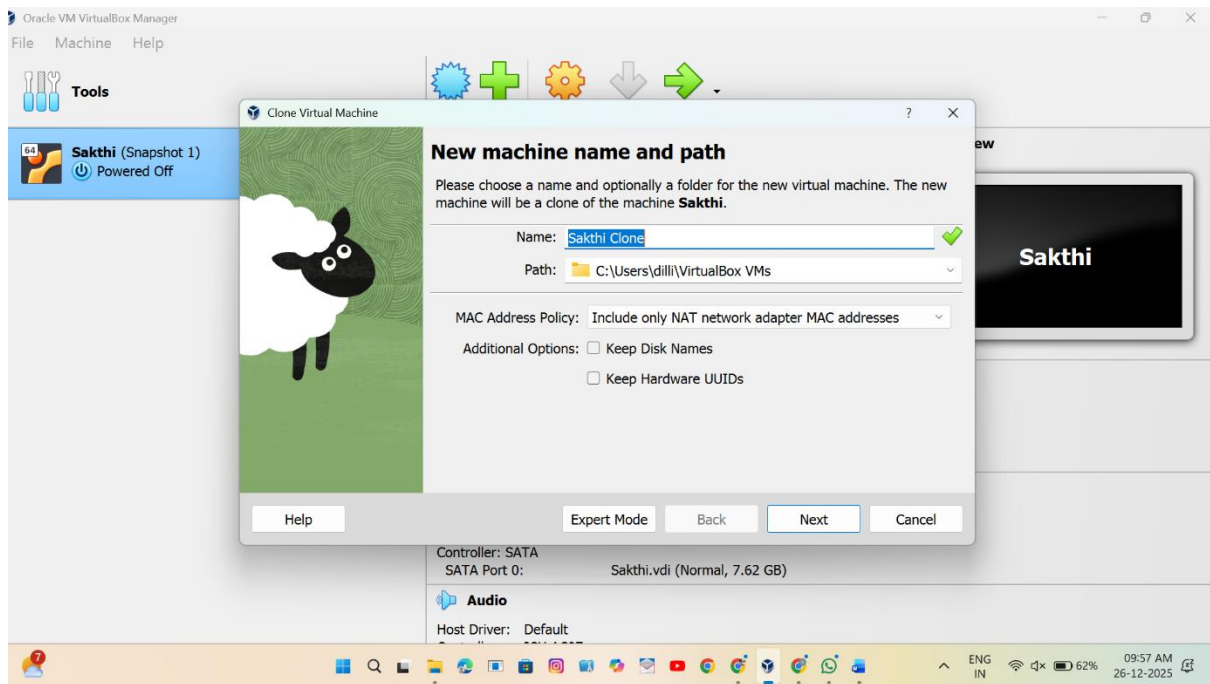 Oracle VM VirtualBox Manager
File Machine Help
Tools
64
Sakthi (Snapshot 1)
Powered Off
Clone Virtual Machine
?
New machine name and path
Please choose a name and optionally a folder for the new virtual machine. The new
machine will be a clone of the machine Sakthi.
Name: Sakthi Clone
Path: C:\Users\dilli\VirtualBox VMs
MAC Address Policy: Include only NAT network adapter MAC addresses
Additional Options: Keep Disk Names
Keep Hardware UUIDs
Help Expert Mode Back Next Cancel
ew
Sakthi
Controller: SATA
SATA Port 0: Sakthi.vdi (Normal, 7.62 GB)
Audio
Host Driver: Default
7
ENG
IN
62%
09:57 AM
26-12-2025